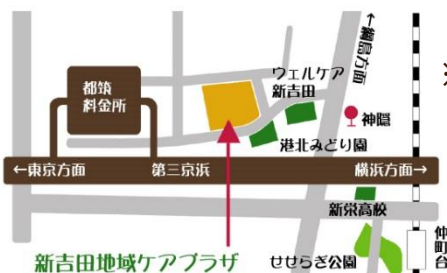 ←綱島方面
※
ウェルケア
新吉田
都筑
料金所
神隠
港北みどり園
←東京方面
第三京浜
横浜方面→
新栄高校
新吉田地域ケアプラザ
せせらぎ公園
仲町台